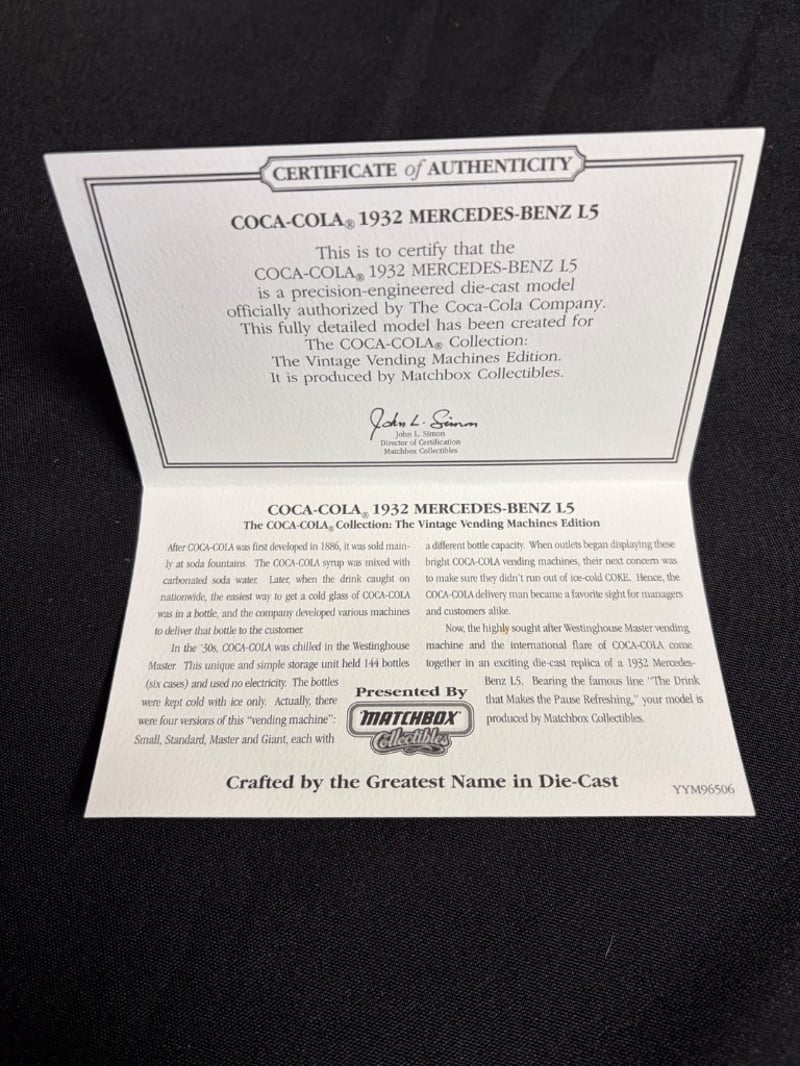 CERTIFICATE of AUTHENTICITY
COCA-COLA® 1932 MERCEDES-BENZ L5
This is to certify that the
COCA-COLA® 1932 MERCEDES-BENZ L5
is a precision-engineered die-cast model
officially authorized by The Coca-Cola Company.
This fully detailed model has been created for
The COCA-COLA® Collection:
The Vintage Vending Machines Edition.
It is produced by Matchbox Collectibles.
John L. Simon
John L. Simon
Director of Certification
Matchbox Collectibles
COCA-COLA® 1932 MERCEDES-BENZ L5
The COCA-COLA® Collection: The Vintage Vending Machines Edition
After COCA-COLA was first developed in 1886, it was sold main-
ly at soda fountains. The COCA-COLA syrup was mixed with
carbonated soda water. Later, when the drink caught on
nationwide, the easiest way to get a cold glass of COCA-COLA
was in a bottle, and the company developed various machines
to deliver that bottle to the customer.
In the '30s, COCA-COLA was chilled in the Westinghouse
Master. This unique and simple storage unit held 144 bottles
(six cases) and used no electricity. The bottles
were kept cold with ice only. Actually, there
were four versions of this "vending machine":
Small, Standard, Master and Giant, each with
a different bottle capacity. When outlets began displaying these
bright COCA-COLA vending machines, their next concern was
to make sure they didn't run out of ice-cold COKE. Hence, the
COCA-COLA delivery man became a favorite sight for managers
and customers alike.
Now, the highly sought after Westinghouse Master vending
machine and the international flare of COCA-COLA come
together in an exciting die-cast replica of a 1932 Mercedes-
Benz L5. Bearing the famous line "The Drink
that Makes the Pause Refreshing," your model is
produced by Matchbox Collectibles.
Presented By
MATCHBOX
Collectibles
Crafted by the Greatest Name in Die-Cast
YYM96506